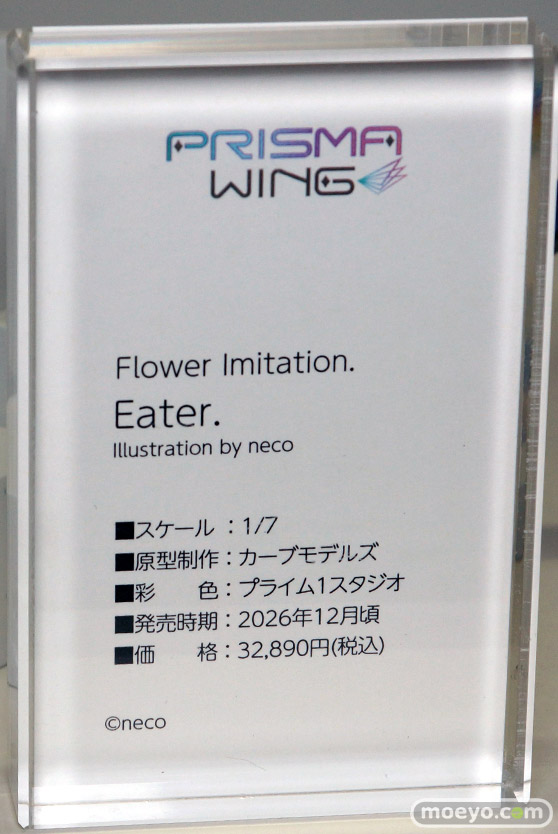 PRISMA
WING
Flower Imitation.
Eater.
Illustration by neco
■スケール：1/7
■原型制作：カーブモデルズ
■彩　　色：プライム1スタジオ
■発売時期：2026年12月頃
■価　　格：32,890円(税込)
©neco
moeyo.com